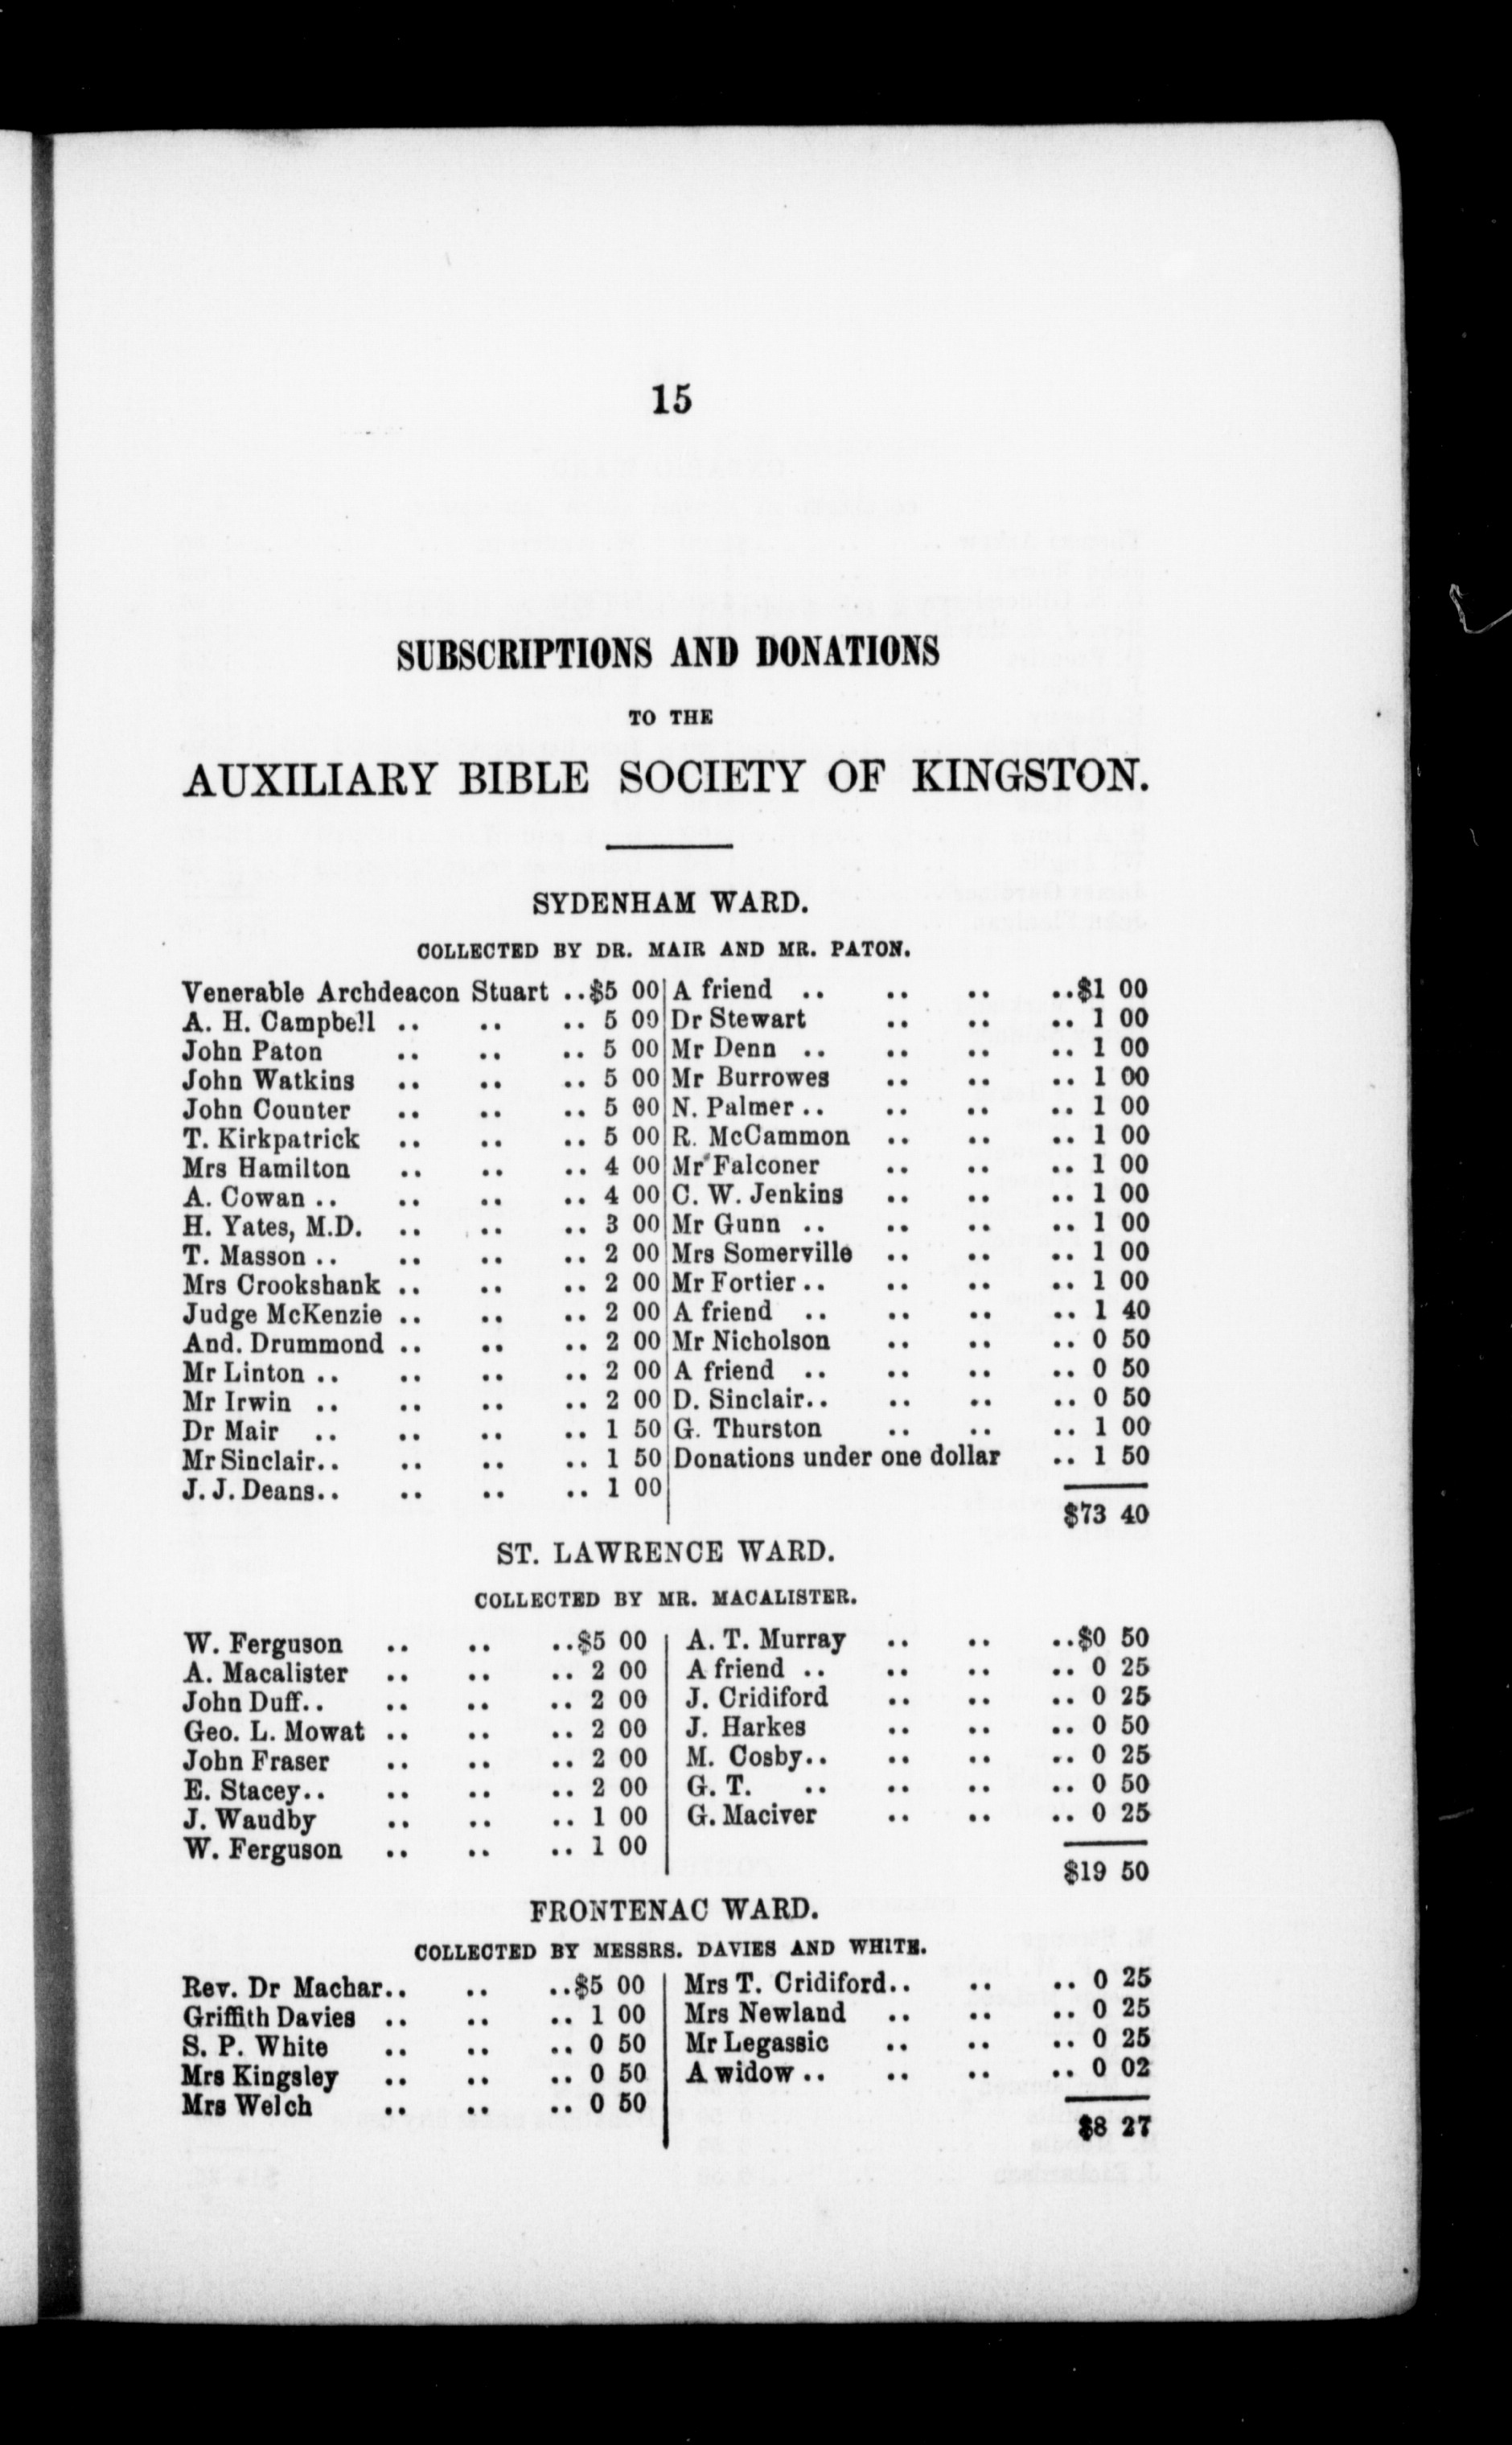 15
SUBSCRIPTIONS AND DONATIONS
TO THE
AUXILIARY BIBLE SOCIETY OF KINGSTON.
SYDENHAM WARD.
COLLECTED BY DR. MAIR AND MR. PATON.
Venerable Archdeacon Stuart .. $5 00
A. H. Campbell .. .. .. 5 00
John Paton .. .. .. 5 00
John Watkins .. .. .. 5 00
John Counter .. .. .. 5 00
T. Kirkpatrick .. .. .. 5 00
Mrs Hamilton .. .. .. 4 00
A. Cowan .. .. .. .. 4 00
H. Yates, M.D. .. .. .. 3 00
T. Masson .. .. .. .. 2 00
Mrs Crookshank .. .. .. 2 00
Judge McKenzie .. .. .. 2 00
And. Drummond .. .. .. 2 00
Mr Linton .. .. .. .. 2 00
Mr Irwin .. .. .. .. 2 00
Dr Mair .. .. .. .. 1 50
Mr Sinclair.. .. .. .. 1 50
J. J. Deans.. .. .. .. 1 00
A friend .. .. .. ..$1 00
Dr Stewart .. .. .. 1 00
Mr Denn .. .. .. .. 1 00
Mr Burrowes .. .. .. 1 00
N. Palmer .. .. .. .. 1 00
R. McCammon .. .. .. 1 00
Mr Falconer .. .. .. 1 00
C. W. Jenkins .. .. .. 1 00
Mr Gunn .. .. .. .. 1 00
Mrs Somerville .. .. .. 1 00
Mr Fortier .. .. .. .. 1 00
A friend .. .. .. .. 1 40
Mr Nicholson .. .. .. 0 50
A friend .. .. .. .. 0 50
D. Sinclair.. .. .. .. 0 50
G. Thurston .. .. .. 1 00
Donations under one dollar .. 1 50
$73 40
ST. LAWRENCE WARD.
COLLECTED BY MR. MACALISTER.
W. Ferguson .. .. ..$5 00
A. Macalister .. .. .. 2 00
John Duff.. .. .. .. 2 00
Geo. L. Mowat .. .. .. 2 00
John Fraser .. .. .. 2 00
E. Stacey.. .. .. .. 2 00
J. Waudby .. .. .. 1 00
W. Ferguson .. .. .. 1 00
A. T. Murray .. .. ..$0 50
A friend .. .. .. .. 0 25
J. Cridiford .. .. .. 0 25
J. Harkes .. .. .. 0 50
M. Cosby.. .. .. .. 0 25
G. T. .. .. .. .. 0 50
G. Maciver .. .. .. 0 25
$19 50
FRONTENAC WARD.
COLLECTED BY MESSRS. DAVIES AND WHITE.
Rev. Dr Machar.. .. ..$5 00
Griffith Davies .. .. .. 1 00
S. P. White .. .. .. 0 50
Mrs Kingsley .. .. .. 0 50
Mrs Welch .. .. .. 0 50
Mrs T. Cridiford.. .. .. 0 25
Mrs Newland .. .. .. 0 25
Mr Legassic .. .. .. 0 25
A widow .. .. .. .. 0 02
$8 27